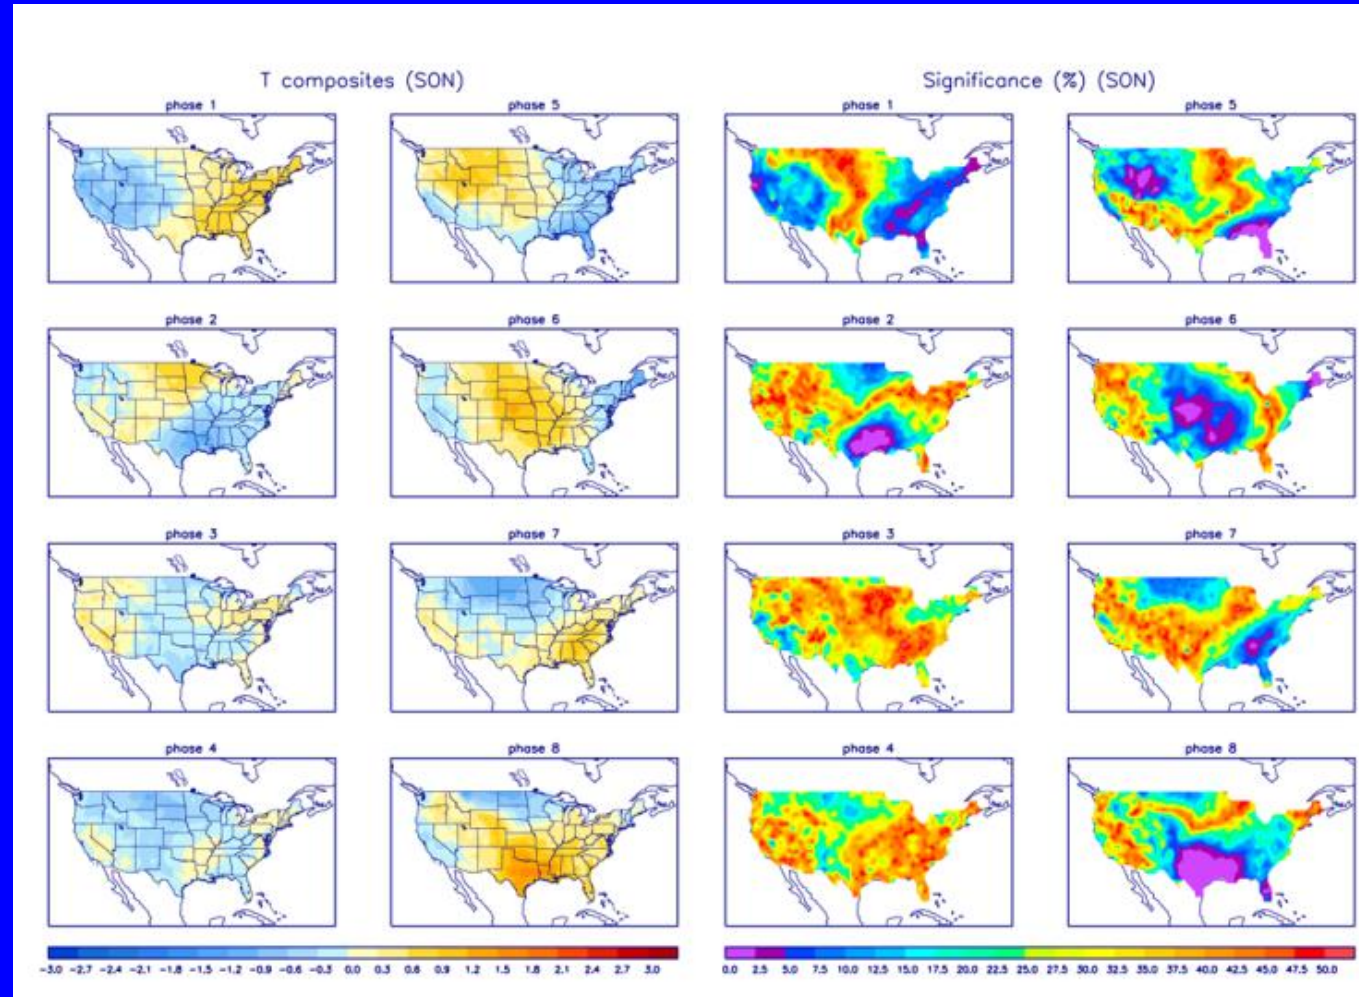 T composites (SON)
Significance (%) (SON)
phase 1
phase 5
phase 1
phase 5
phase 2
phase 6
phase 2
phase 6
phase 3
phase 7
phase 3
phase 7
phase 4
phase 8
phase 4
phase 8
-3.0 -2.7 -2.4 -2.1 -1.8 -1.5 -1.2 -0.9 -0.6 -0.3 0.0 0.3 0.6 0.9 1.2 1.5 1.8 2.1 2.4 2.7 3.0
0.0 2.5 5.0 7.5 10.0 12.5 15.0 17.5 20.0 22.5 25.0 27.5 30.0 32.5 35.0 37.5 40.0 42.5 45.0 47.5 50.0